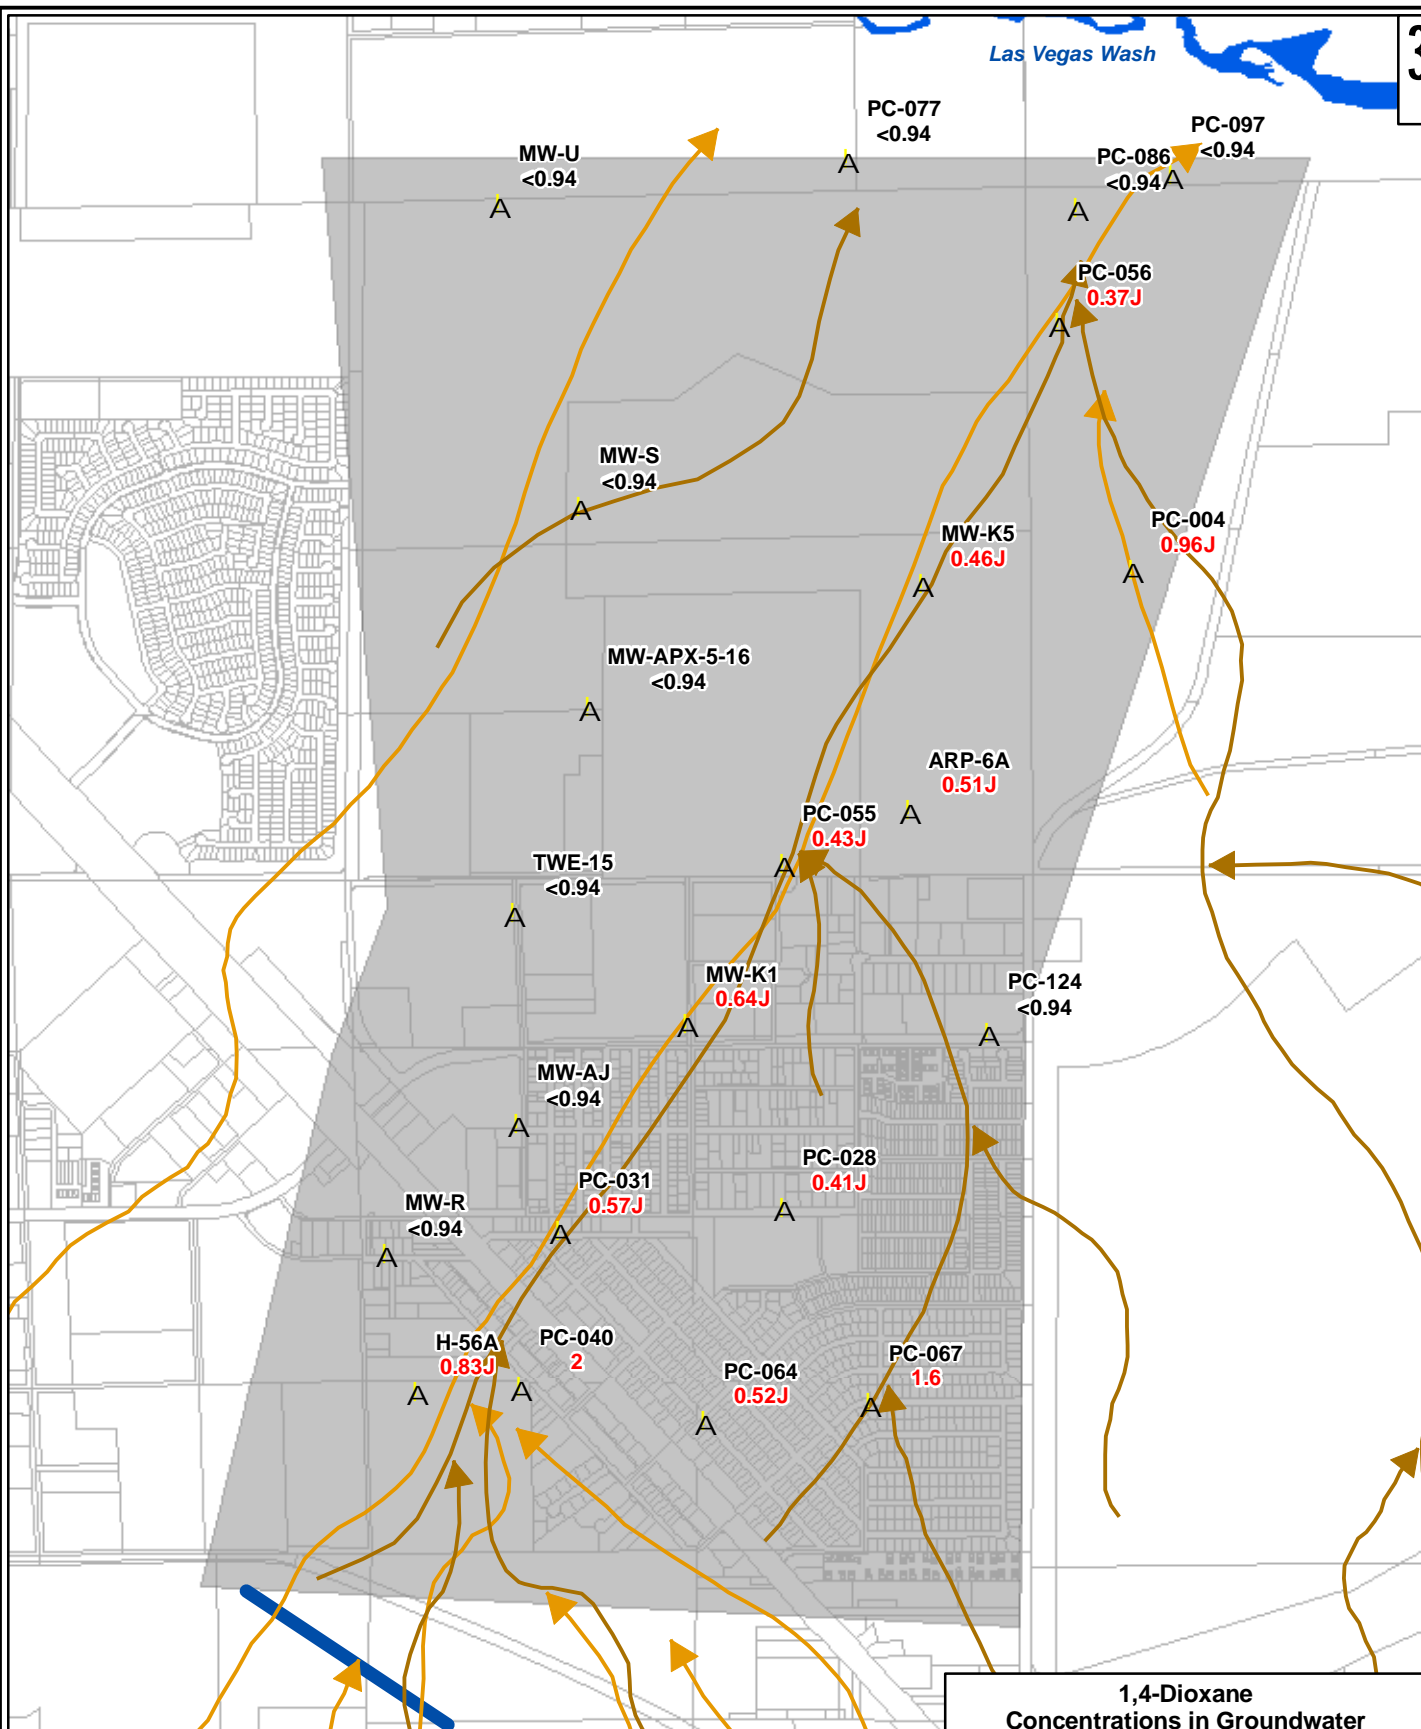 3
Las Vegas Wash
PC-077
<0.94
PC-097
<0.94
MW-U
<0.94
PC-086
<0.94
A
A
A
A
PC-056
0.37J
A
MW-S
<0.94
A
PC-004
0.96J
MW-K5
0.46J
A
A
MW-APX-5-16
<0.94
A
ARP-6A
0.51J
PC-055
0.43J
A
A
TWE-15
<0.94
A
MW-K1
0.64J
PC-124
<0.94
A
A
MW-AJ
<0.94
A
PC-031
0.57J
PC-028
0.41J
MW-R
<0.94
A
A
A
H-56A
0.83J
PC-040
2
PC-064
0.52J
PC-067
1.6
A
A
A
A
1,4-Dioxane
Concentrations in Groundwater